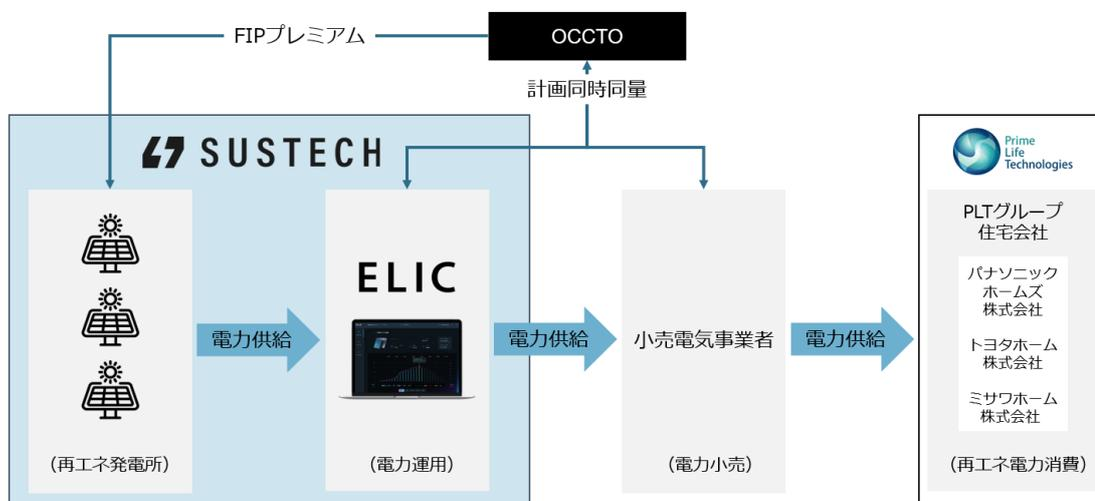 FIPプレミアム
OCCTO
計画同時同量
SUSTECH
Prime
Life
Technologies
PLTグループ
住宅会社
ELIC
パナソニック
ホームズ
株式会社
電力供給
電力供給
小売電気事業者
電力供給
トヨタホーム
株式会社
ミサワホーム
株式会社
(再エネ発電所)
(電力運用)
(電力小売)
(再エネ電力消費)